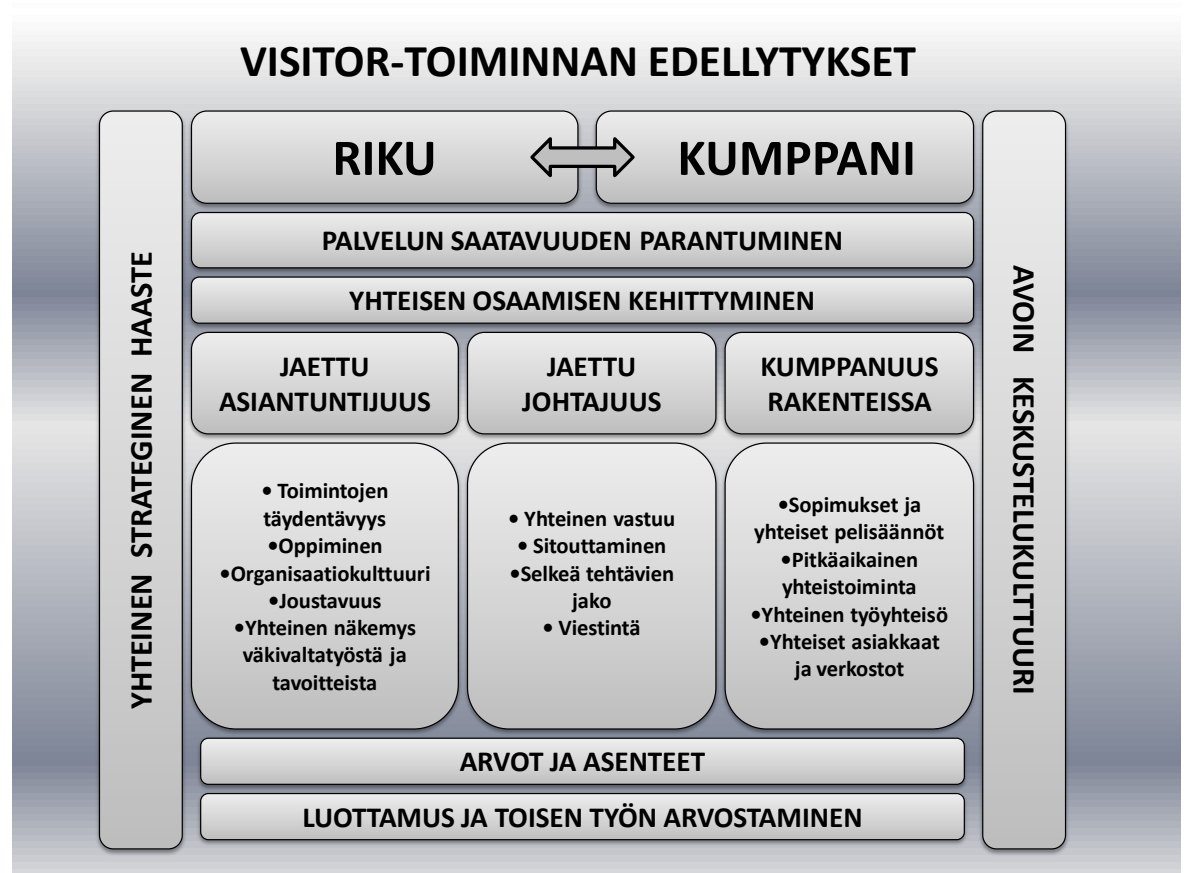 VISITOR-TOIMINNAN EDELLYTYKSET
YHTEINEN STRATEGINEN HAASTE
RIKU
KUMPPANI
PALVELUN SAATAVUUDEN PARANTUMINEN
YHTEISEN OSAAMISEN KEHITTYMINEN
JAETTU
ASIANTUNTIJUUS
• Toimintojen
täydentävyys
•Oppiminen
•Organisaatiokulttuuri
•Joustavuus
•Yhteinen näkemys
väkivaltatyöstä ja
tavoitteista
JAETTU
JOHTAJUUS
• Yhteinen vastuu
• Sitouttaminen
•Selkeä tehtävien
jako
• Viestintä
KUMPPANUUS
RAKENTEISSA
•Sopimukset ja
yhteiset pelisäännöt
•Pitkäaikainen
yhteistoiminta
•Yhteinen työyhteisö
•Yhteiset asiakkaat
ja verkostot
ARVOT JA ASENTEET
LUOTTAMUS JA TOISEN TYÖN ARVOSTAMINEN
AVOIN KESKUSTELUKULTTUURI